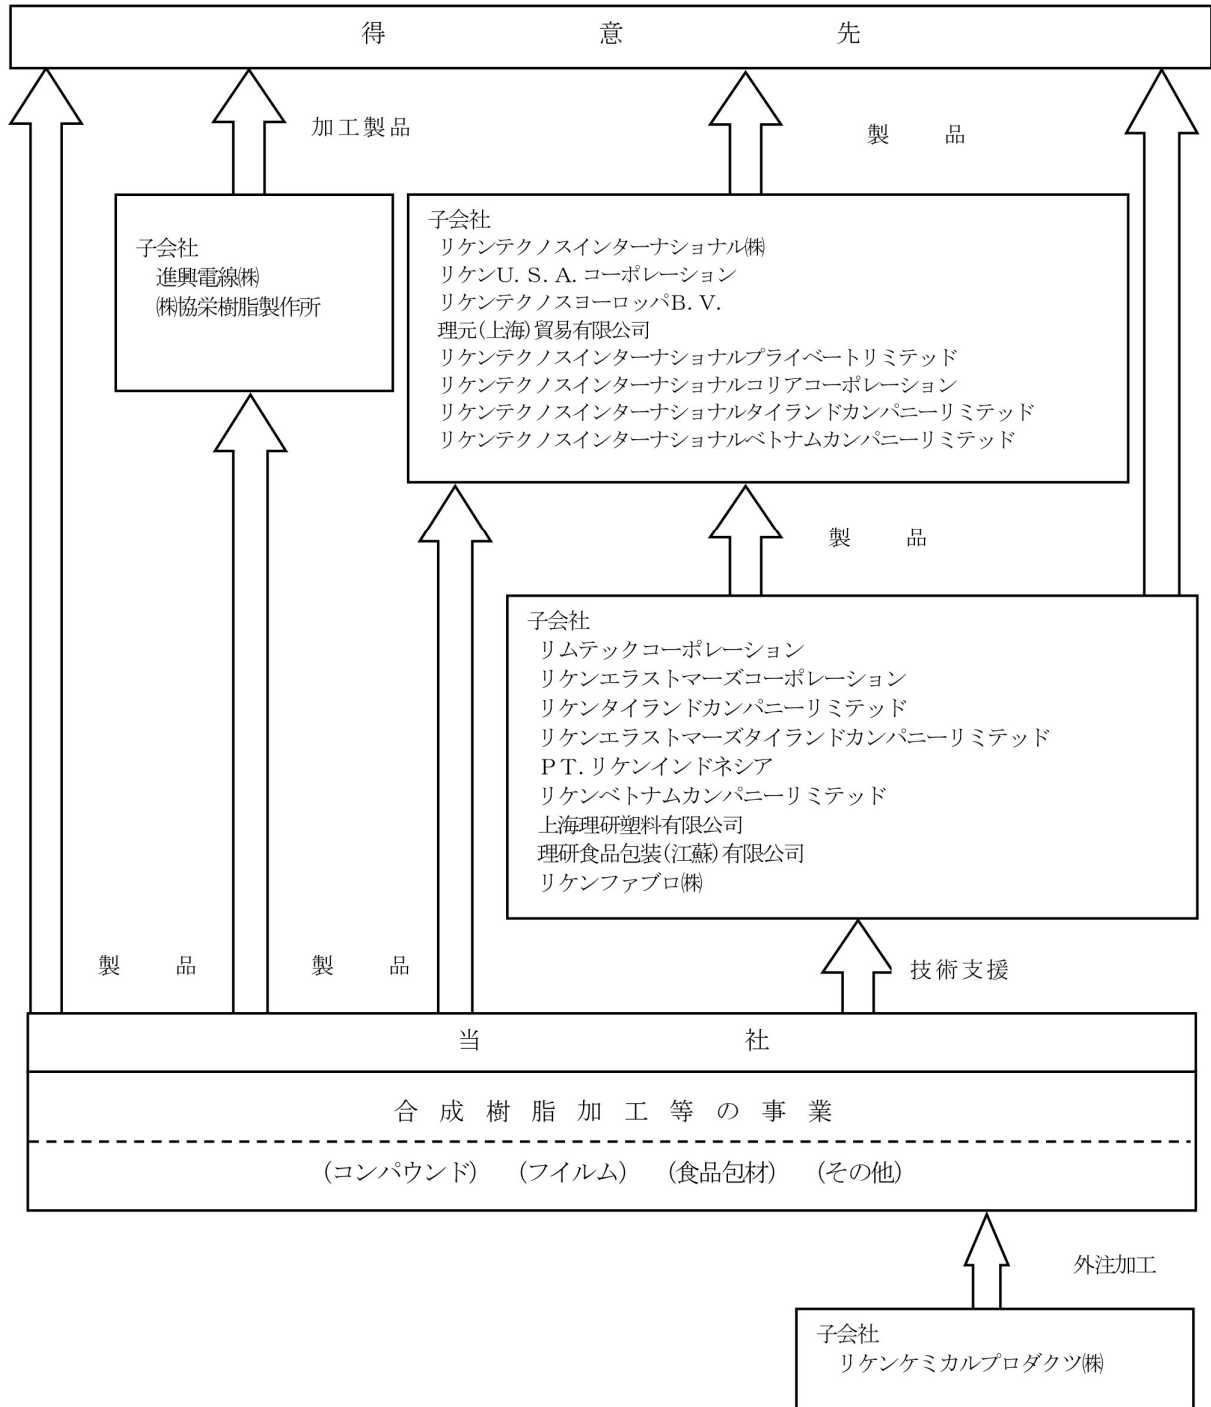 得意先
加工製品
製品
子会社
進興電線㈱
㈱協栄樹脂製作所
子会社
リケンテクノスインターナショナル㈱
リケンU.S.A.コーポレーション
リケンテクノスヨーロッパB.V.
理元(上海)貿易有限公司
リケンテクノスインターナショナルプライベートリミテッド
リケンテクノスインターナショナルコリアコーポレーション
リケンテクノスインターナショナルタイランドカンパニーリミテッド
リケンテクノスインターナショナルベトナムカンパニーリミテッド
製品
子会社
リムテックコーポレーション
リケンエラストマーズコーポレーション
リケンタイランドカンパニーリミテッド
リケンエラストマーズタイランドカンパニーリミテッド
PT.リケンインドネシア
リケンベトナムカンパニーリミテッド
上海理研塑料有限公司
理研食品包装(江蘇)有限公司
リケンファブロ㈱
製品 製品 技術支援
当社
合成樹脂加工等の事業
(コンパウンド) (フイルム) (食品包材) (その他)
外注加工
子会社
リケンケミカルプロダクツ㈱